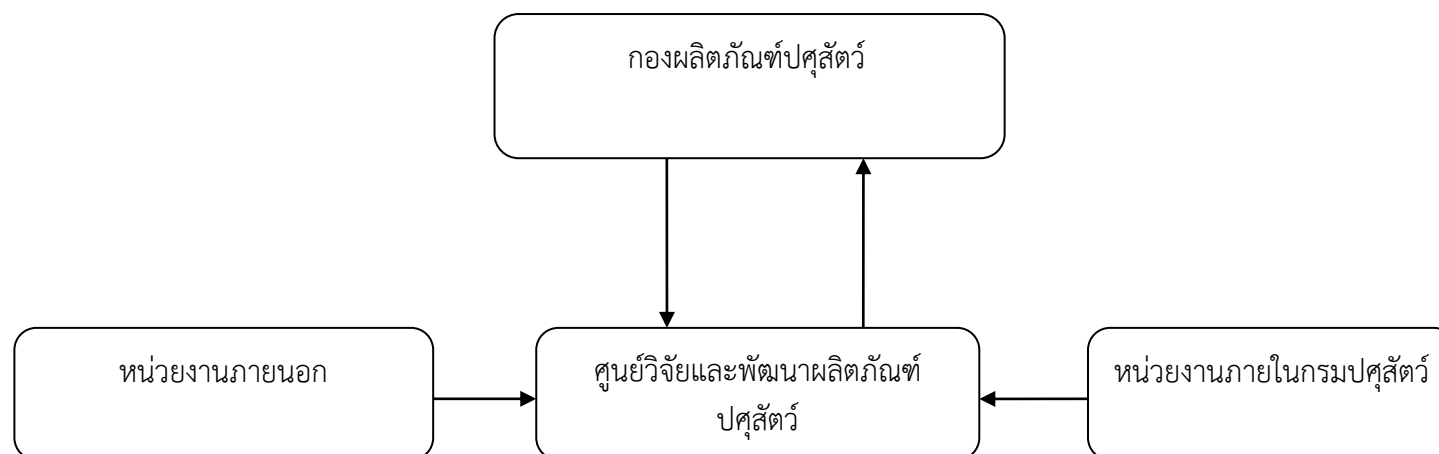 กองผลิตภัณฑ์ปศุสัตว์
หน่วยงานภายนอก
ศูนย์วิจัยและพัฒนาผลิตภัณฑ์
ปศุสัตว์
หน่วยงานภายในกรมปศุสัตว์